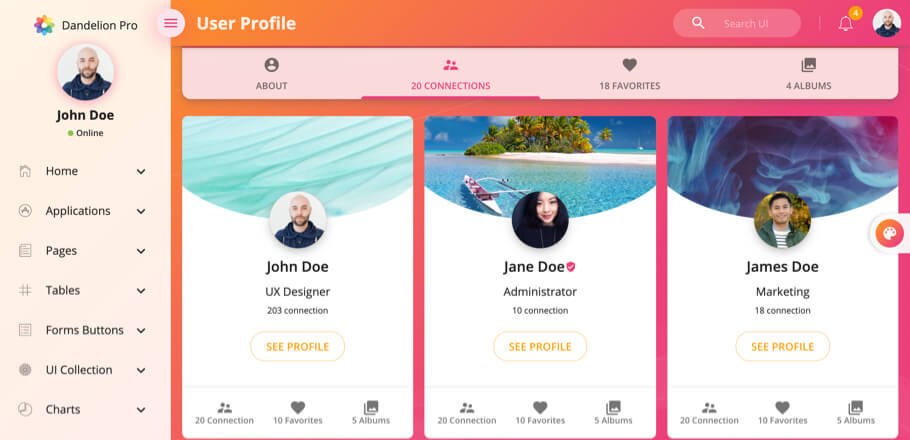 Dandelion Pro
User Profile
Search UI
4
John Doe
Online
Home
Applications
Pages
Tables
Forms Buttons
UI Collection
Charts
ABOUT
20 CONNECTIONS
18 FAVORITES
4 ALBUMS
John Doe
UX Designer
203 connection
SEE PROFILE
20 Connection
10 Favorites
5 Albums
Jane Doe
Administrator
10 connection
SEE PROFILE
20 Connection
10 Favorites
5 Albums
James Doe
Marketing
18 connection
SEE PROFILE
20 Connection
10 Favorites
5 Albums